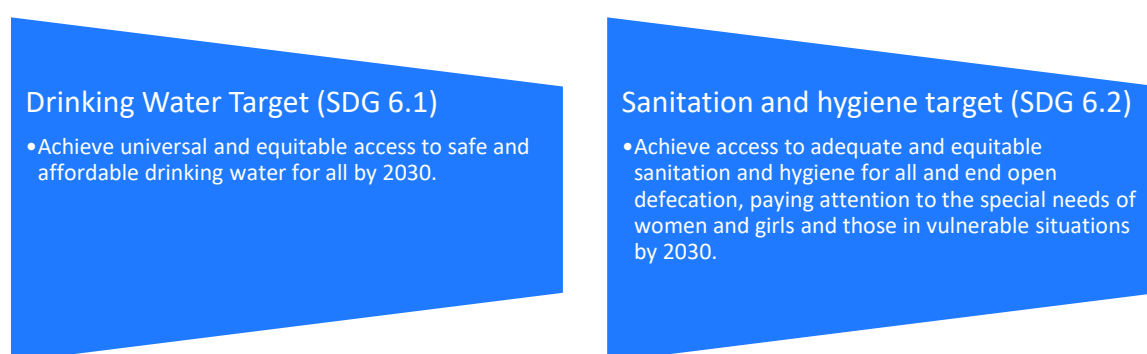 Drinking Water Target (SDG 6.1)
•Achieve universal and equitable access to safe and
affordable drinking water for all by 2030.
Sanitation and hygiene target (SDG 6.2)
•Achieve access to adequate and equitable
sanitation and hygiene for all and end open
defecation, paying attention to the special needs of
women and girls and those in vulnerable situations
by 2030.